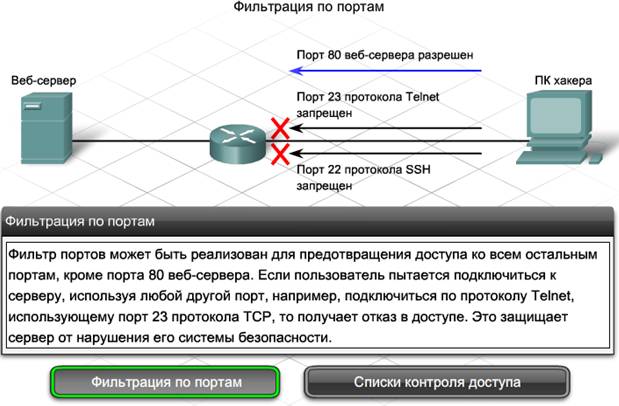 Фильтрация по портам
Порт 80 веб-сервера разрешен
Веб-сервер
ПК хакера
Порт 23 протокола Telnet
запрещен
Порт 22 протокола SSH
запрещен
Фильтрация по портам
Фильтр портов может быть реализован для предотвращения доступа ко всем остальным
портам, кроме порта 80 веб-сервера. Если пользователь пытается подключиться к
серверу, используя любой другой порт, например, подключиться по протоколу Telnet,
использующему порт 23 протокола TCP, то получает отказ в доступе. Это защищает
сервер от нарушения его системы безопасности.
Фильтрация по портам
Списки контроля доступа